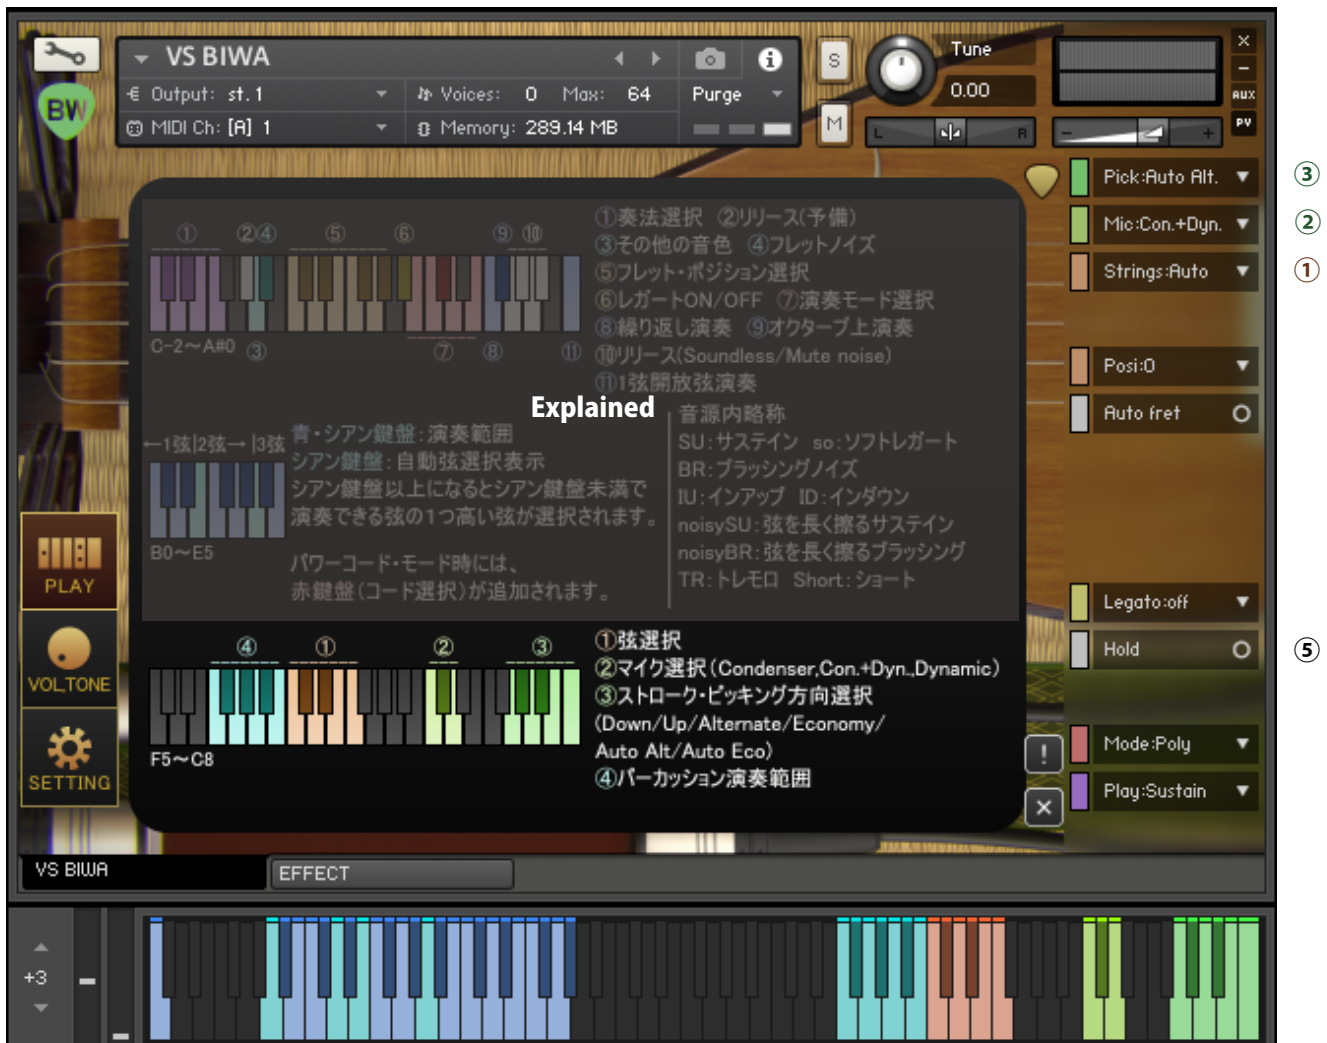 VS BIWA
S
Tune
0.00
×
−
AUX
PV
Output: st.1
Voices: 0 Max: 64
Purge
BW
MIDI Ch: [A] 1
Memory: 289.14 MB
M
L R
− +
Pick:Auto Alt.
③
Mic:Con.+Dyn.
②
Strings:Auto
①
Posi:0
Auto fret
Legato:off
Hold
⑤
Mode:Poly
Play:Sustain
① ②④ ⑤ ⑥ ⑨ ⑩
C-2～A#0 ③ ⑦ ⑧ ⑪
①奏法選択 ②リリース(予備)
③その他の音色 ④フレットノイズ
⑤フレット・ポジション選択
⑥レガートON/OFF ⑦演奏モード選択
⑧繰り返し演奏 ⑨オクターブ上演奏
⑩リリース(Soundless/Mute noise)
⑪1弦開放弦演奏
Explained
←1弦|2弦→ |3弦
B0～E5
青・シアン鍵盤:演奏範囲
シアン鍵盤:自動弦選択表示
シアン鍵盤以上になるとシアン鍵盤未満で
演奏できる弦の1つ高い弦が選択されます。
パワーコード・モード時には、
赤鍵盤(コード選択)が追加されます。
音源内略称
SU:サステイン so:ソフトレガート
BR:ブラッシングノイズ
IU:インアップ ID:インダウン
noisySU:弦を長く擦るサステイン
noisyBR:弦を長く擦るブラッシング
TR:トレモロ Short:ショート
④ ① ② ③
F5～C8
①弦選択
②マイク選択(Condenser,Con.+Dyn.,Dynamic)
③ストローク・ピッキング方向選択
(Down/Up/Alternate/Economy/
Auto Alt/Auto Eco)
④パーカッション演奏範囲
PLAY
VOL,TONE
SETTING
!
×
VS BIWA
EFFECT
+3